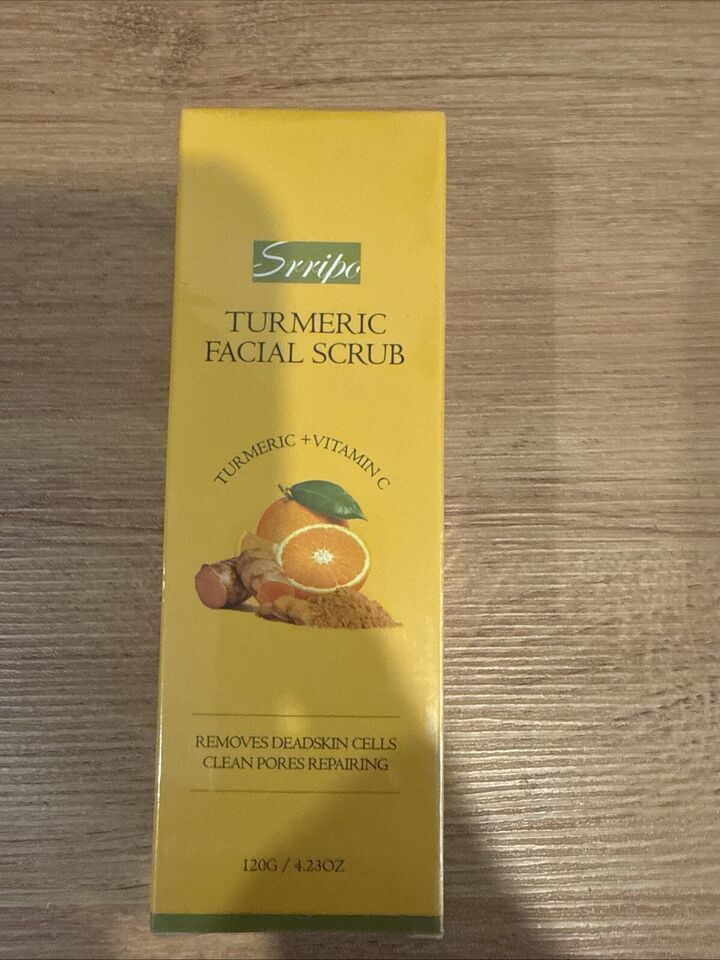 Srripo
TURMERIC
FACIAL SCRUB
TURMERIC +VITAMIN C
REMOVES DEADSKIN CELLS
CLEAN PORES REPAIRING
120G / 4.23OZ